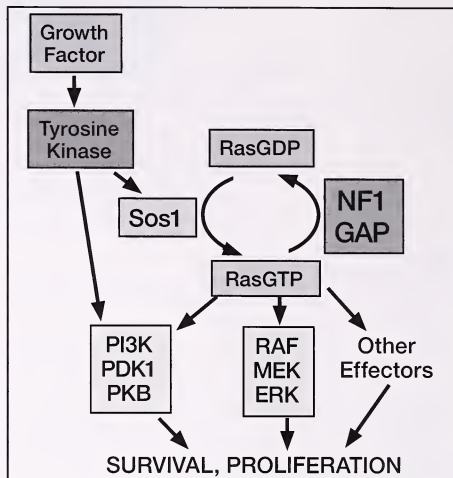 Growth
Factor
Tyrosine
Kinase
RasGDP
Sos1
NF1
GAP
RasGTP
PI3K
PDK1
PKB
RAF
MEK
ERK
Other
Effectors
SURVIVAL, PROLIFERATION